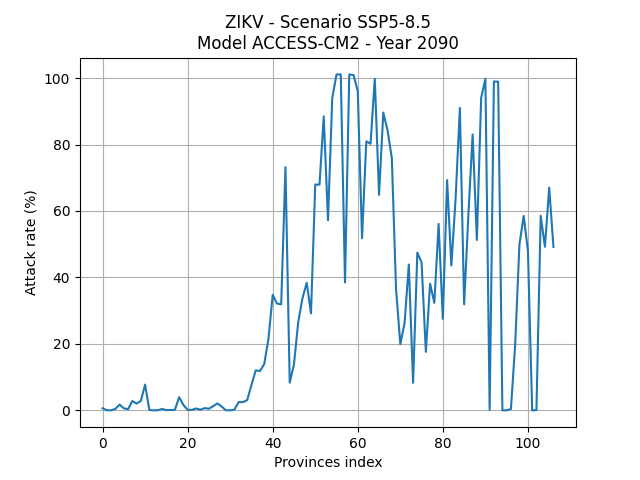 ZIKV - Scenario SSP5-8.5
Model ACCESS-CM2 - Year 2090
Attack rate (%)
100
80
60
40
20
0
0 20 40 60 80 100
Provinces index